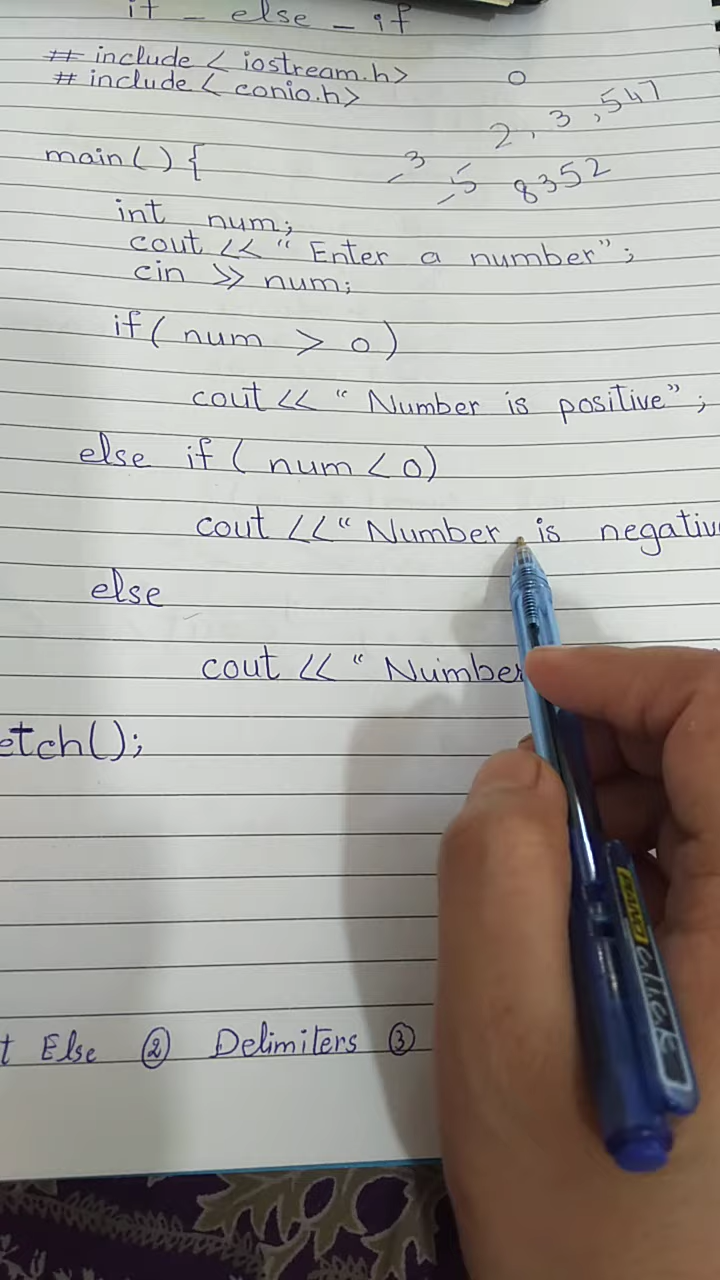 if - else - if
# include < iostream.h>
# include < conio.h>
0
2, 3, 547
-3
-5 8352
main() {
int num;
cout << “ Enter a number”;
cin >> num;
if( num > 0)
cout << “ Number is positive”;
else if ( num < 0)
cout << “ Number is negativ
else
cout << “ Number
etch();
t Else ② Delimiters ③